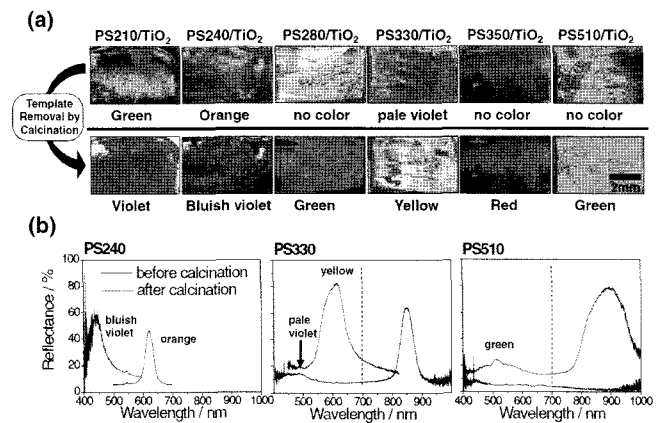 (a)
PS210/TiO₂ PS240/TiO₂ PS280/TiO₂ PS330/TiO₂ PS350/TiO₂ PS510/TiO₂
Template
Removal by
Calcination
Green Orange no color pale violet no color no color
2mm
Violet Bluish violet Green Yellow Red Green
(b)
PS240 PS330 PS510
Reflectance / %
100
80
60
40
20
0
before calcination
after calcination
bluish
violet
orange
yellow
pale
violet
green
400 500 600 700 800 900 1000
400 500 600 700 800 900
400 500 600 700 800 900 1000
Wavelength / nm Wavelength / nm Wavelength / nm